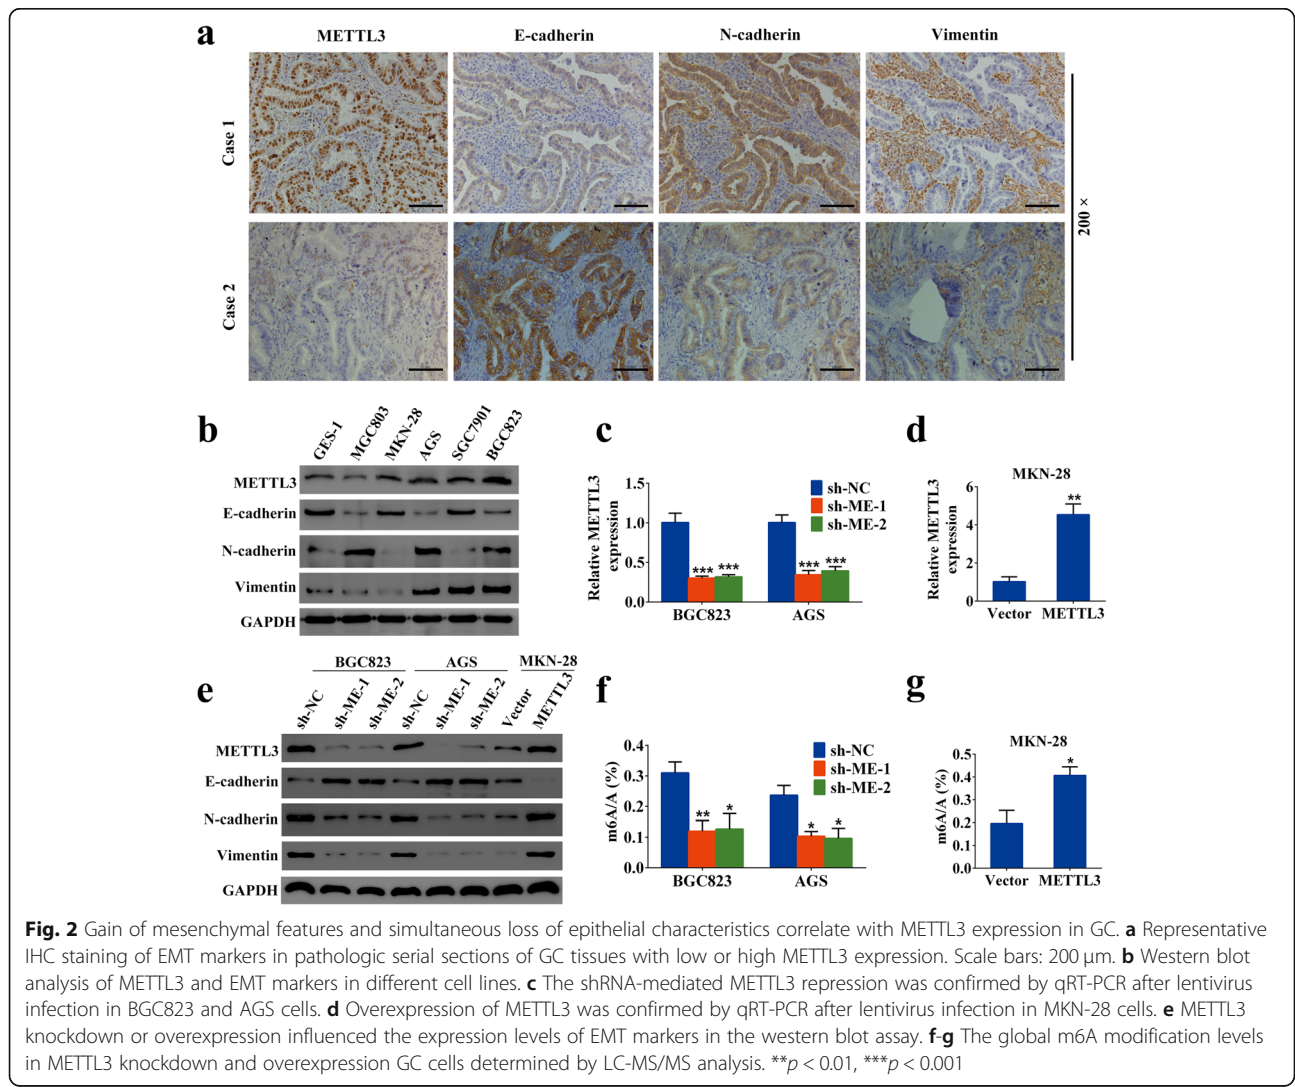 a
METTL3 E-cadherin N-cadherin Vimentin
Case 1
Case 2
200 ×
b
GES-1 MGC803 MKN-28 AGS SGC7901 BGC823
METTL3
E-cadherin
N-cadherin
Vimentin
GAPDH
c
Relative METTL3
expression
1.5
1.0
0.5
0.0
sh-NC
sh-ME-1
sh-ME-2
*** ***
*** ***
BGC823 AGS
d
MKN-28
Relative METTL3
expression
6
4
2
0
**
Vector METTL3
e
BGC823 AGS MKN-28
sh-NC sh-ME-1 sh-ME-2 sh-NC sh-ME-1 sh-ME-2 Vector METTL3
METTL3
E-cadherin
N-cadherin
Vimentin
GAPDH
f
m6A/A (%)
0.4
0.3
0.2
0.1
0.0
sh-NC
sh-ME-1
sh-ME-2
** *
* *
BGC823 AGS
g
MKN-28
m6A/A (%)
0.5
0.4
0.3
0.2
0.1
0.0
*
Vector METTL3
Fig. 2 Gain of mesenchymal features and simultaneous loss of epithelial characteristics correlate with METTL3 expression in GC. a Representative
IHC staining of EMT markers in pathologic serial sections of GC tissues with low or high METTL3 expression. Scale bars: 200 μm. b Western blot
analysis of METTL3 and EMT markers in different cell lines. c The shRNA-mediated METTL3 repression was confirmed by qRT-PCR after lentivirus
infection in BGC823 and AGS cells. d Overexpression of METTL3 was confirmed by qRT-PCR after lentivirus infection in MKN-28 cells. e METTL3
knockdown or overexpression influenced the expression levels of EMT markers in the western blot assay. f-g The global m6A modification levels
in METTL3 knockdown and overexpression GC cells determined by LC-MS/MS analysis. **p < 0.01, ***p < 0.001